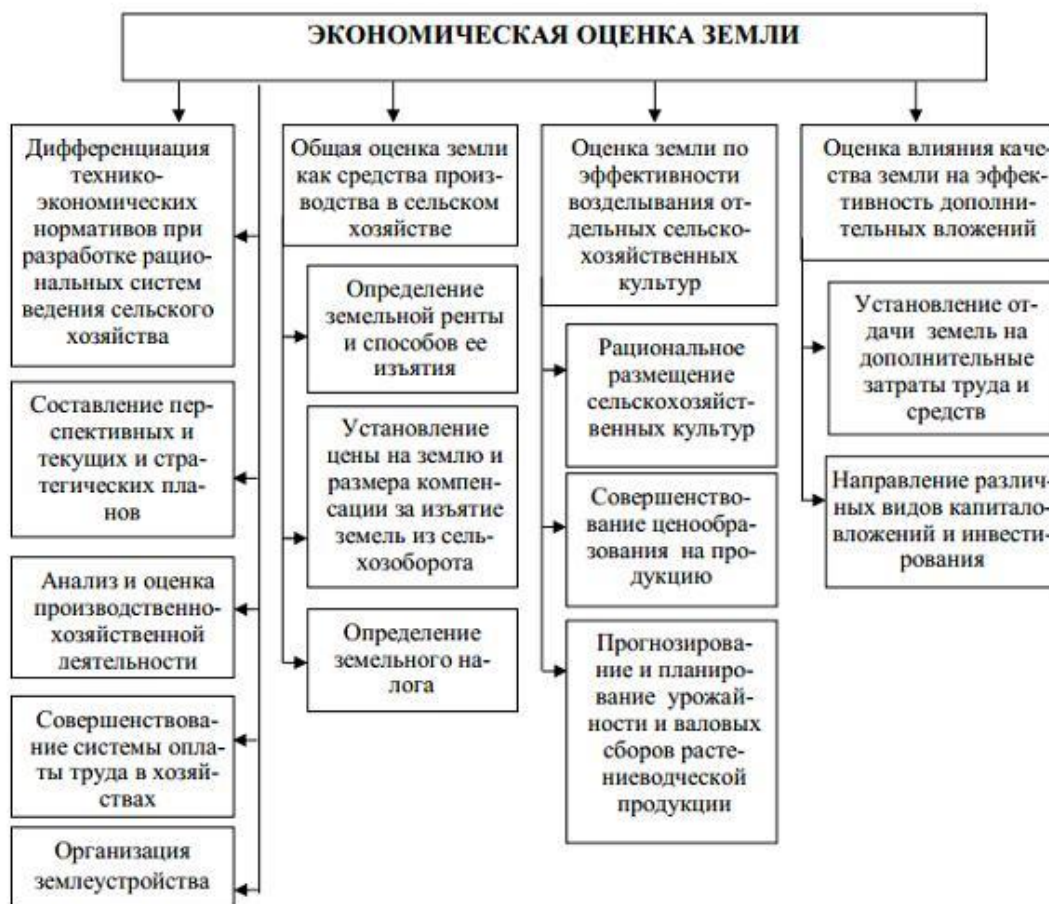 ЭКОНОМИЧЕСКАЯ ОЦЕНКА ЗЕМЛИ
Дифференциация
технико-
экономических
нормативов при
разработке рацио-
нальных систем
ведения сельского
хозяйства
Составление пер-
спективных и
текущих и стра-
тегических пла-
нов
Анализ и оценка
производственно-
хозяйственной
деятельности
Совершенствова-
ние системы опла-
ты труда в хозяй-
ствах
Организация
землеустройства
Общая оценка земли
как средства произ-
водства в сельском
хозяйстве
Определение
земельной ренты
и способов ее
изъятия
Установление
цены на землю и
размера компен-
сации за изъятие
земель из сель-
хозоборота
Определение
земельного на-
лога
Оценка земли по
эффективности
возделывания от-
дельных сельско-
хозяйственных
культур
Рациональное
размещение
сельскохозяйст-
венных культур
Совершенство-
вание ценообра-
зования на про-
дукцию
Прогнозирова-
ние и планиро-
вание урожай-
ности и валовых
сборов расте-
ниеводческой
продукции
Оценка влияния каче-
ства земли на эффек-
тивность дополни-
тельных вложений
Установление от-
дачи земель на
дополнительные
затраты труда и
средств
Направление различ-
ных видов капитало-
вложений и инвести-
рования